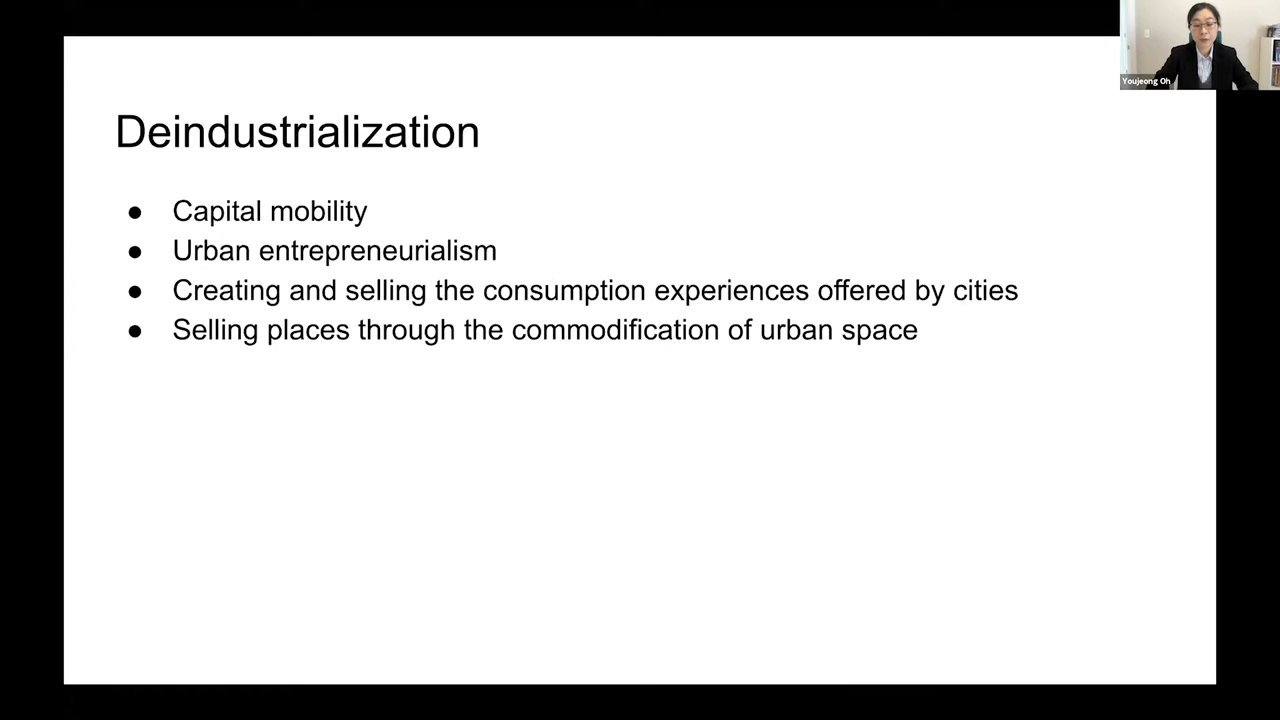 Youjeong Oh
Deindustrialization
● Capital mobility
● Urban entrepreneurialism
● Creating and selling the consumption experiences offered by cities
● Selling places through the commodification of urban space